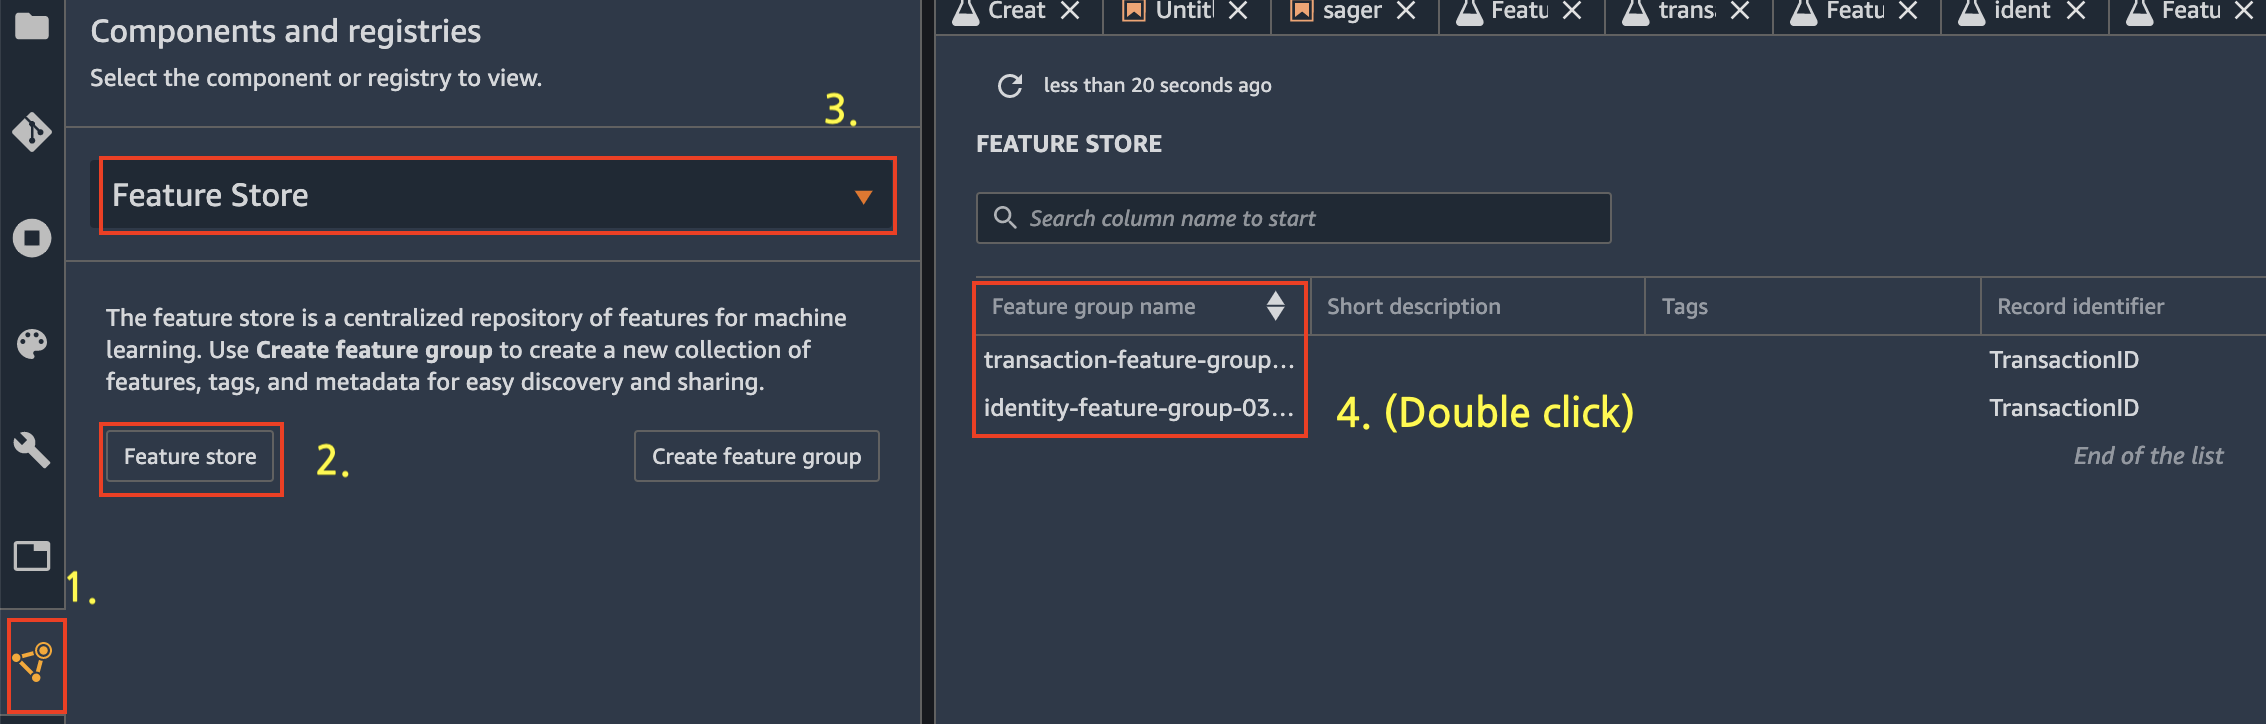 Components and registries
Select the component or registry to view.
3.
Feature Store
The feature store is a centralized repository of features for machine
learning. Use Create feature group to create a new collection of
features, tags, and metadata for easy discovery and sharing.
Feature store
2.
Create feature group
1.
Creat
Untitl
sager
Featu
trans
Featu
ident
Featu
less than 20 seconds ago
FEATURE STORE
Search column name to start
Feature group name
Short description
Tags
Record identifier
transaction-feature-group...
TransactionID
identity-feature-group-03...
TransactionID
4. (Double click)
End of the list